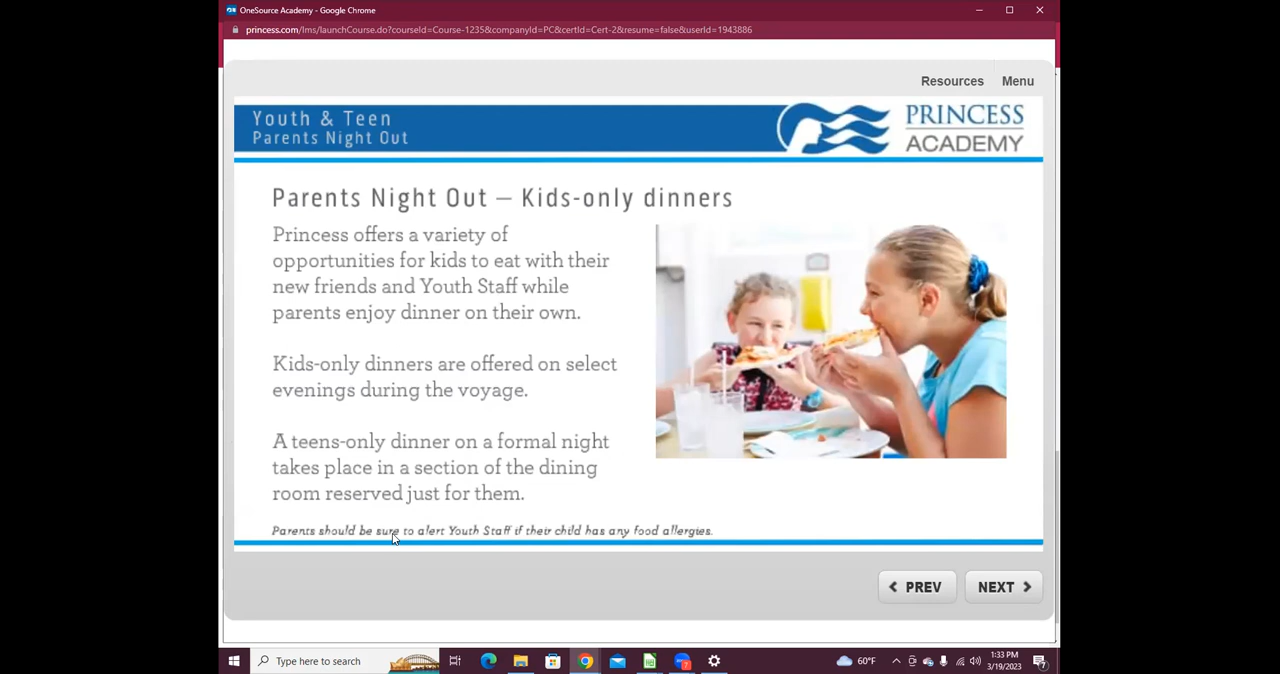 OneSource Academy - Google Chrome
princess.com/lms/launchCourse.do?courseId=Course-1235&companyId=PC&certId=Cert-2&resume=false&userId=1943886
Resources Menu
Youth & Teen
Parents Night Out
PRINCESS
ACADEMY
Parents Night Out – Kids-only dinners
Princess offers a variety of
opportunities for kids to eat with their
new friends and Youth Staff while
parents enjoy dinner on their own.
Kids-only dinners are offered on select
evenings during the voyage.
A teens-only dinner on a formal night
takes place in a section of the dining
room reserved just for them.
Parents should be sure to alert Youth Staff if their child has any food allergies.
PREV NEXT
Type here to search
60°F
1:33 PM
3/19/2023